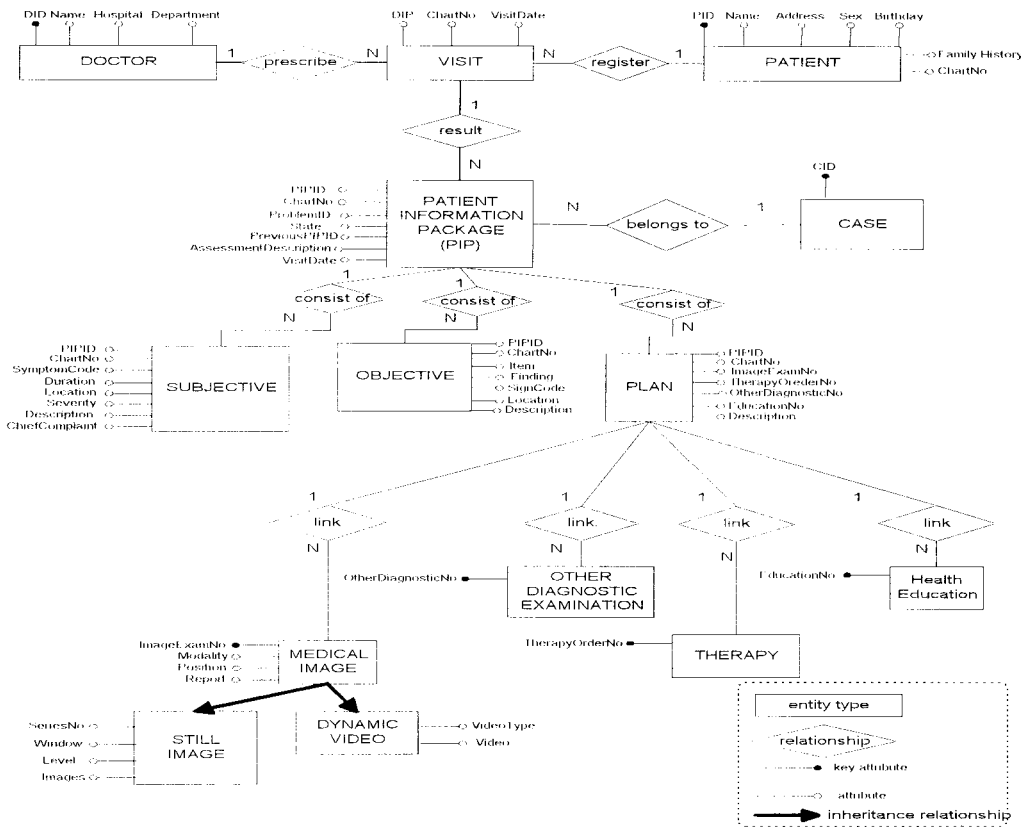 DID Name Hospital Department
DIP ChartNo VisitDate
PID Name Address Sex Birthday
DOCTOR
1
prescribe
N
VISIT
N
register
1
PATIENT
Family History
ChartNo
1
result
N
CID
PIPID
ChartNo
ProblemID
State
PreviousPIPID
AssessmentDescription
VisitDate
PATIENT
INFORMATION
PACKAGE
(PIP)
N
belongs to
1
CASE
1
consist of
N
1
consist of
N
1
consist of
N
PIPID
ChartNo
SymptomCode
Duration
Location
Severity
Description
ChiefComplaint
SUBJECTIVE
OBJECTIVE
PIPID
ChartNo
Item
Finding
SignCode
Location
Description
PLAN
PIPID
ChartNo
ImageExamNo
TherapyOrederNo
OtherDiagnosticNo
EducationNo
Description
1
link
N
1
link
N
1
link
N
1
link
N
OtherDiagnosticNo
OTHER
DIAGNOSTIC
EXAMINATION
EducationNo
Health
Education
ImageExamNo
Modality
Position
Report
MEDICAL
IMAGE
TherapyOrderNo
THERAPY
SeriesNo
Window
Level
Images
STILL
IMAGE
DYNAMIC
VIDEO
VideoType
Video
entity type
relationship
key attribute
attribute
inheritance relationship